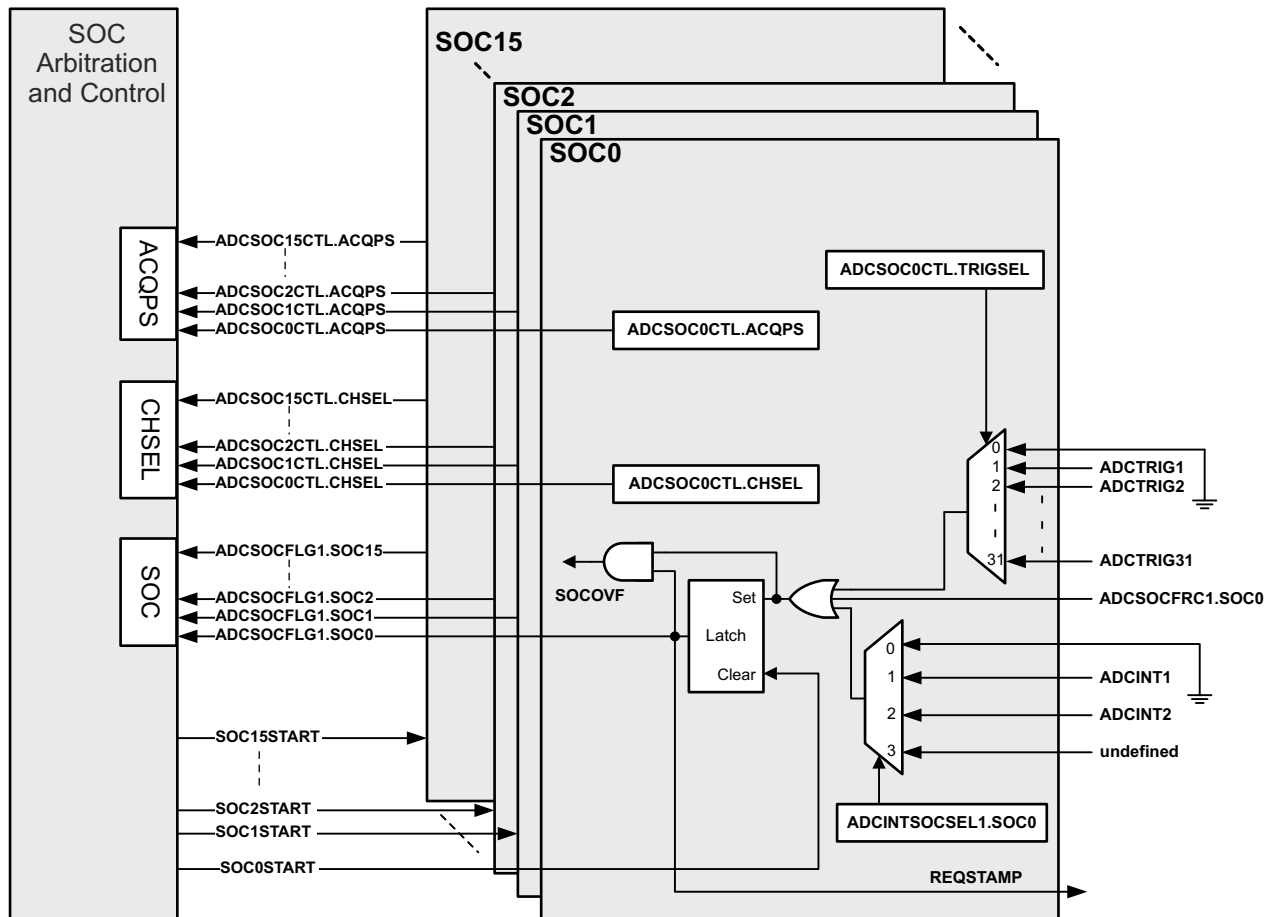 SOC
Arbitration
and Control
SOC15
SOC2
SOC1
SOC0
ACQPS
ADCSOC15CTL.ACQPS
ADCSOC2CTL.ACQPS
ADCSOC1CTL.ACQPS
ADCSOC0CTL.ACQPS
ADCSOC0CTL.TRIGSEL
ADCSOC0CTL.ACQPS
CHSEL
ADCSOC15CTL.CHSEL
ADCSOC2CTL.CHSEL
ADCSOC1CTL.CHSEL
ADCSOC0CTL.CHSEL
ADCSOC0CTL.CHSEL
0
1
2
31
ADCTRIG1
ADCTRIG2
ADCTRIG31
SOC
ADCSOCFLG1.SOC15
ADCSOCFLG1.SOC2
ADCSOCFLG1.SOC1
ADCSOCFLG1.SOC0
SOCOVF
Set
Latch
Clear
ADCSOCFRC1.SOC0
0
1
2
3
ADCINT1
ADCINT2
undefined
ADCINTSOCSEL1.SOC0
SOC15START
SOC2START
SOC1START
SOC0START
REQSTAMP